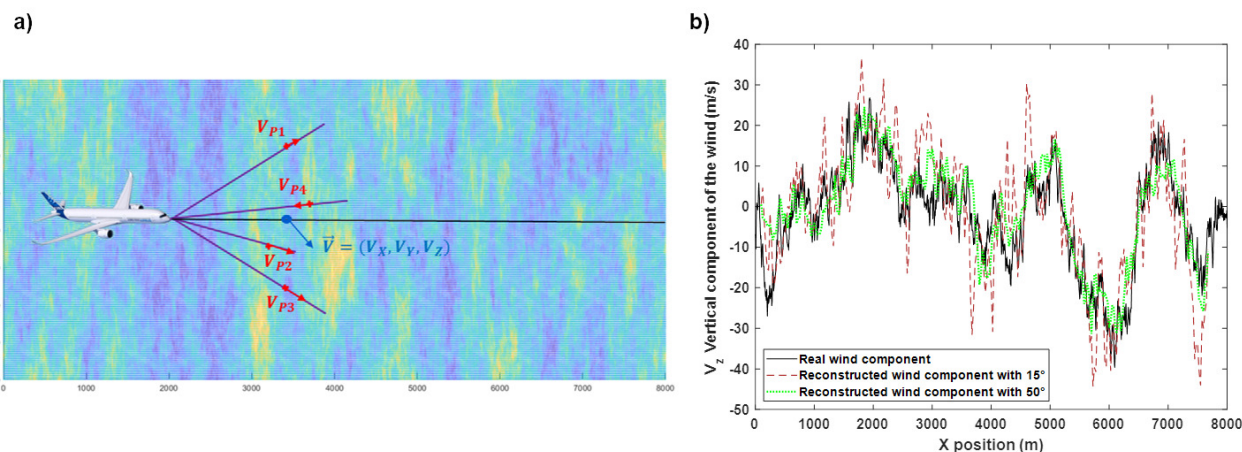 a)
V_P1
V_P4
V⃗ = (V_X, V_Y, V_Z)
V_P2
V_P3
0 1000 2000 3000 4000 5000 6000 7000 8000
b)
V_z Vertical component of the wind (m/s)
40
30
20
10
0
-10
-20
-30
-40
-50
Real wind component
Reconstructed wind component with 15°
Reconstructed wind component with 50°
0 1000 2000 3000 4000 5000 6000 7000 8000
X position (m)